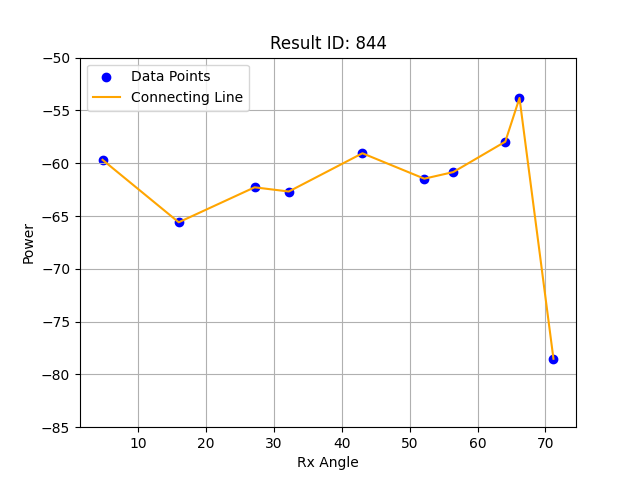 Result ID: 844
Data Points
Connecting Line
Power
−50
−55
−60
−65
−70
−75
−80
−85
10 20 30 40 50 60 70
Rx Angle